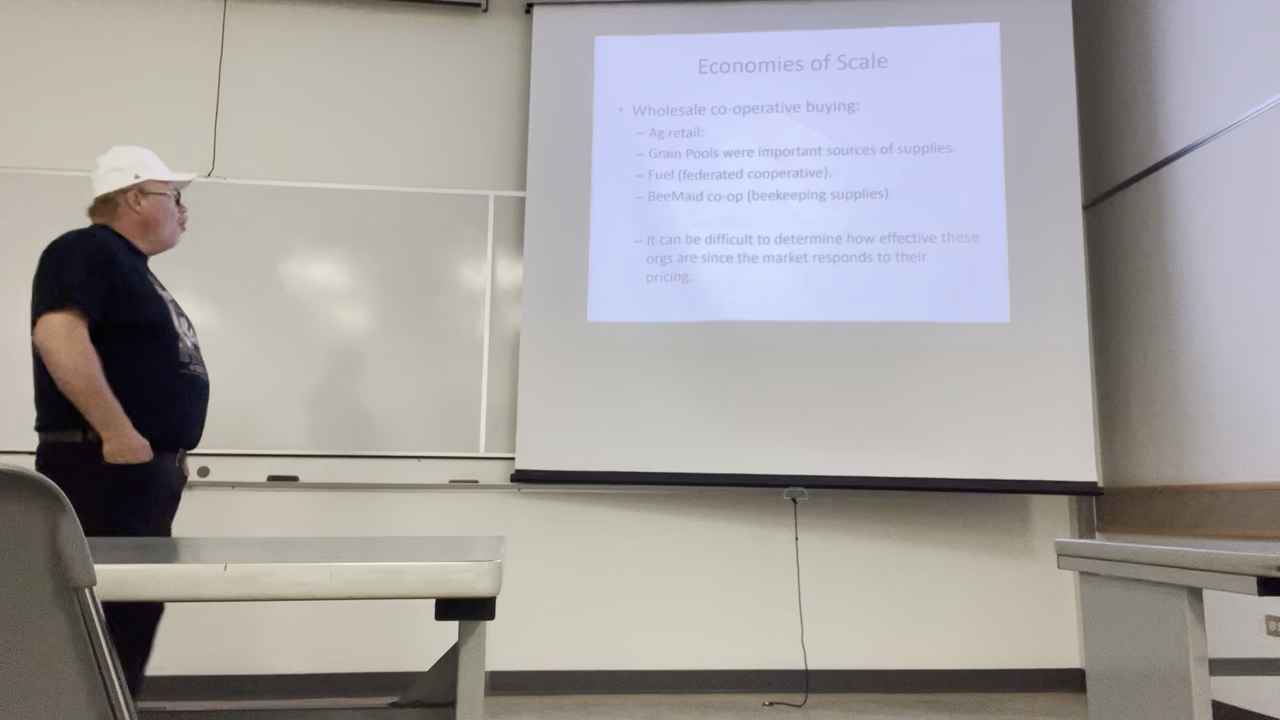 Economies of Scale
• Wholesale co-operative buying:
– Ag retail:
– Grain Pools were important sources of supplies.
– Fuel (federated cooperative).
– BeeMaid co-op (beekeeping supplies).
– It can be difficult to determine how effective these
orgs are since the market responds to their
pricing.